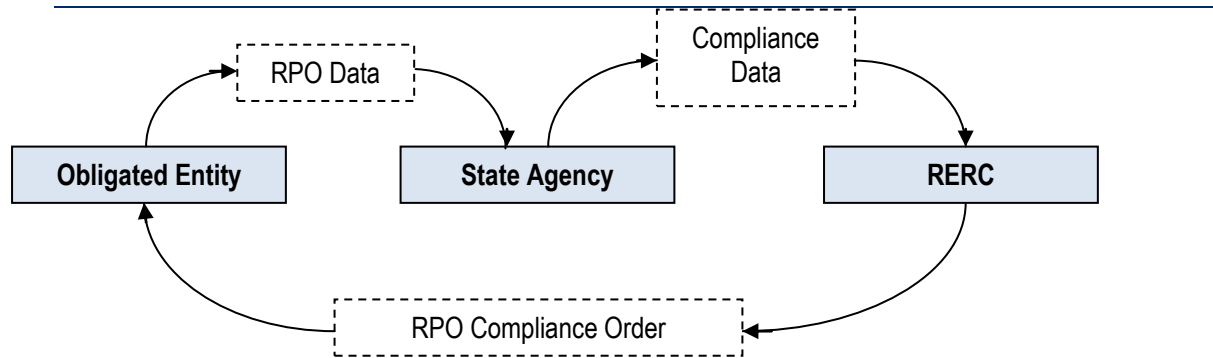 RPO Data
Compliance
Data
Obligated Entity
State Agency
RERC
RPO Compliance Order